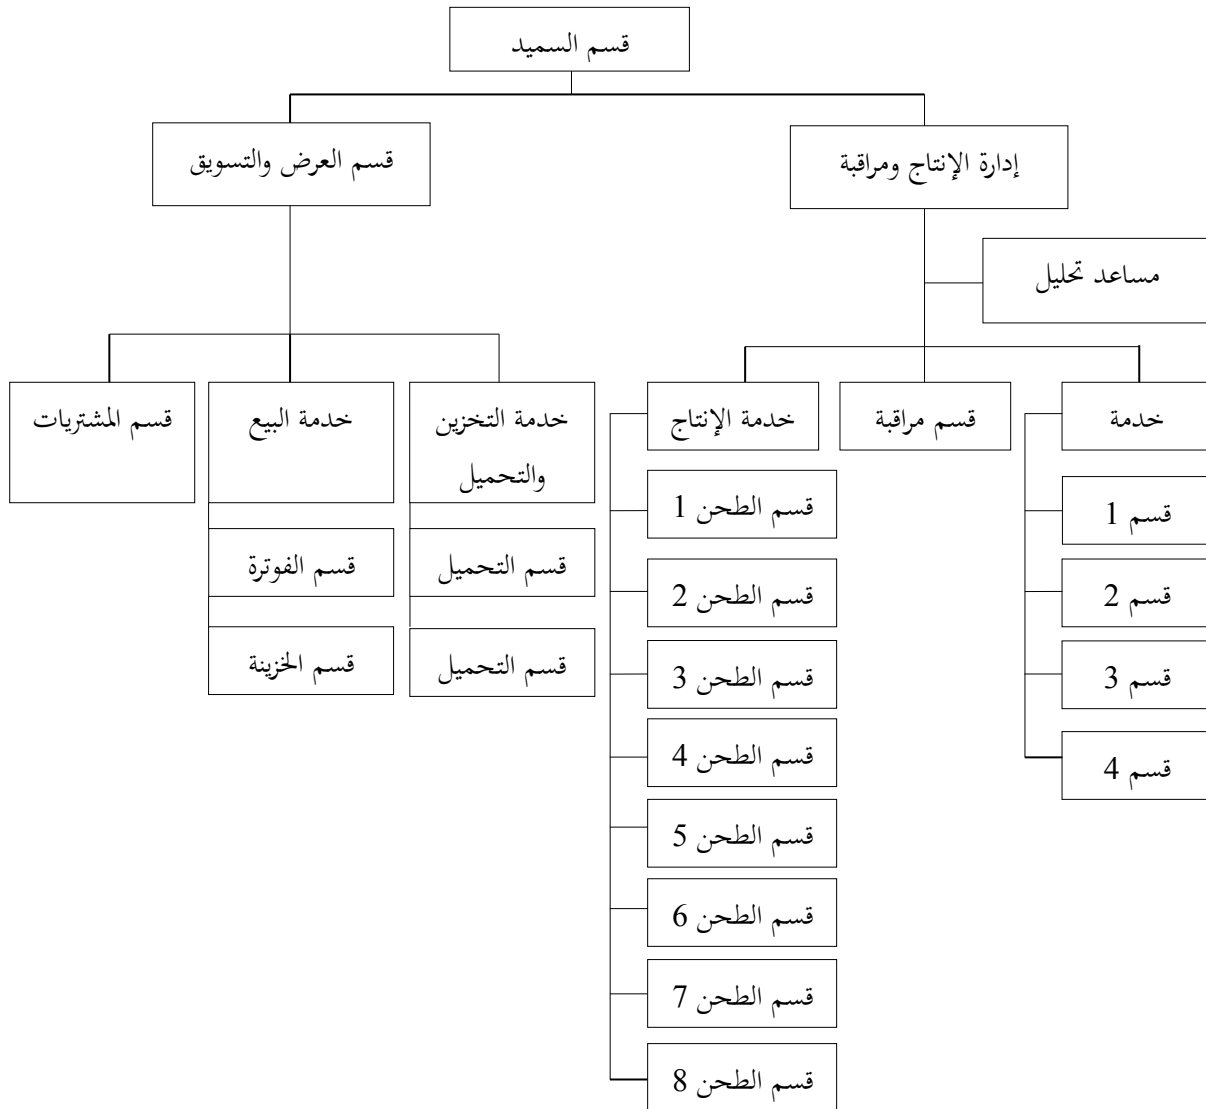 قسم السميد
إدارة الإنتاج ومراقبة
قسم العرض والتسويق
مساعد تحليل
خدمة
قسم مراقبة
خدمة الإنتاج
خدمة التخزين
والتحميل
خدمة البيع
قسم المشتريات
قسم 1
قسم 2
قسم 3
قسم 4
قسم الطحن 1
قسم الطحن 2
قسم الطحن 3
قسم الطحن 4
قسم الطحن 5
قسم الطحن 6
قسم الطحن 7
قسم الطحن 8
قسم التحميل
قسم التحميل
قسم الفوترة
قسم الخزينة